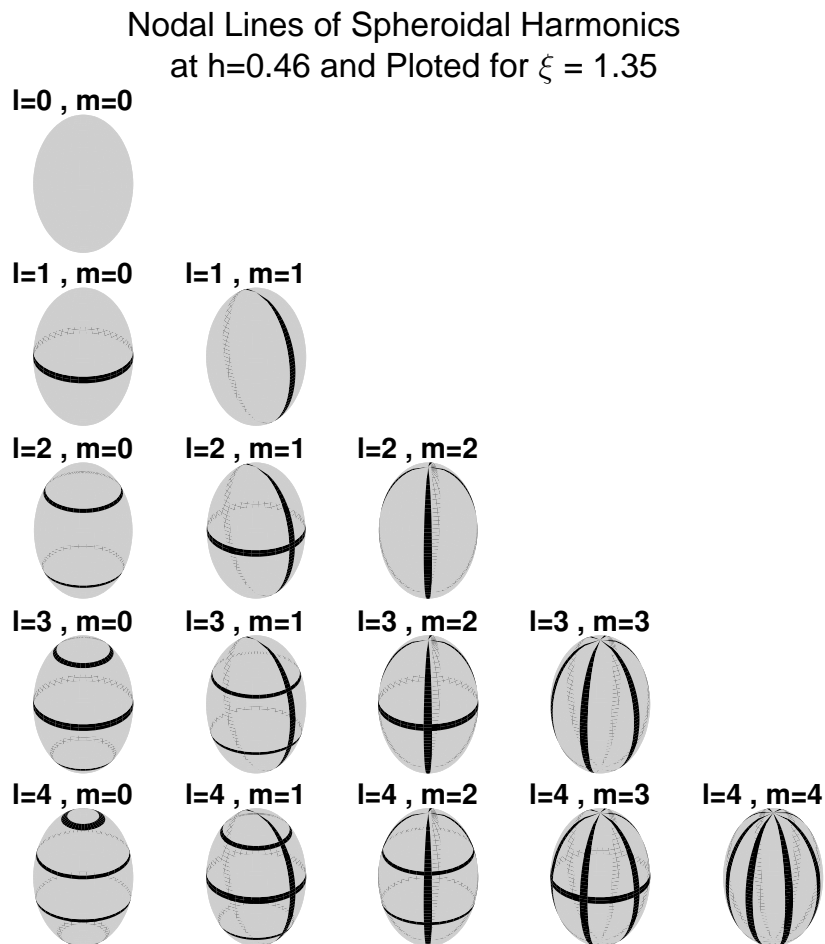 Nodal Lines of Spheroidal Harmonics
at h=0.46 and Ploted for ξ = 1.35
l=0 , m=0
l=1 , m=0
l=1 , m=1
l=2 , m=0
l=2 , m=1
l=2 , m=2
l=3 , m=0
l=3 , m=1
l=3 , m=2
l=3 , m=3
l=4 , m=0
l=4 , m=1
l=4 , m=2
l=4 , m=3
l=4 , m=4